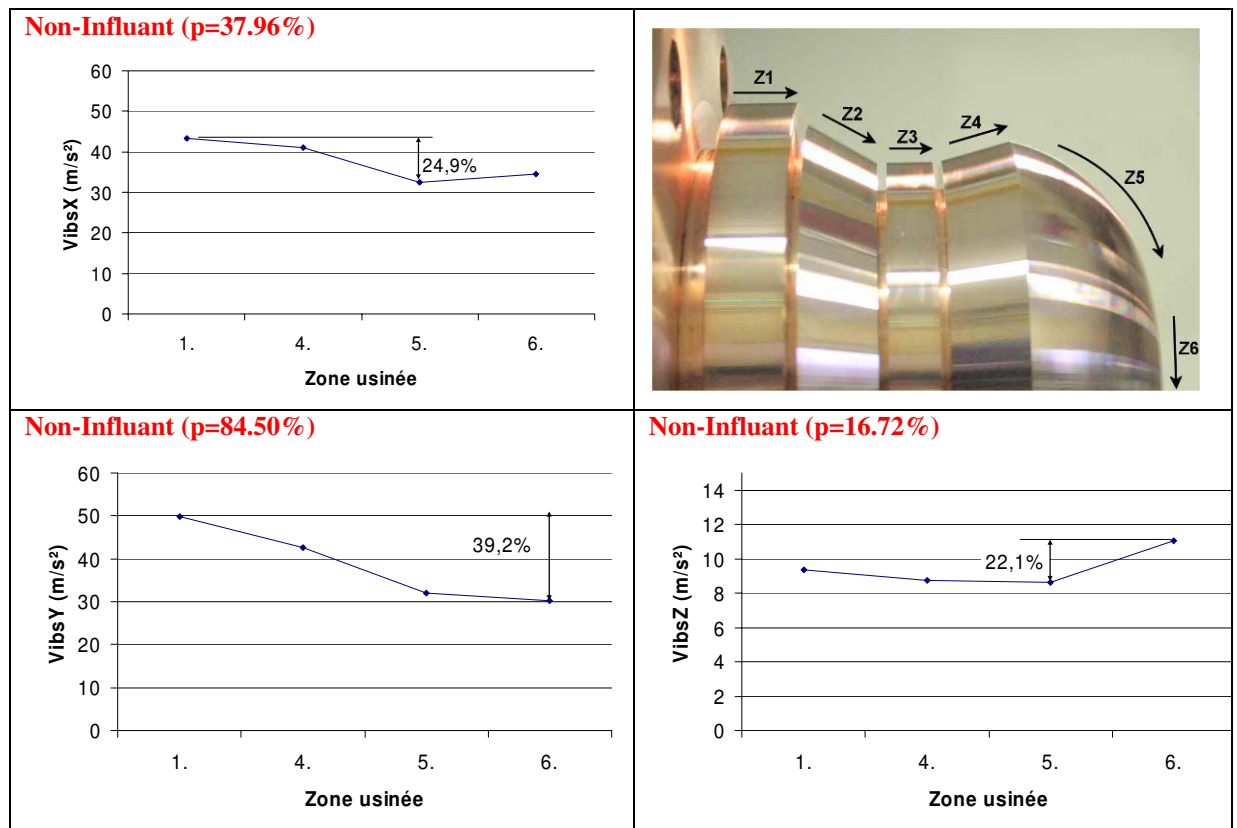 Non-Influant (p=37.96%)
60
50
40
30
20
10
0
VibsX (m/s²)
24,9%
1. 4. 5. 6.
Zone usinée
Z1
Z2
Z3
Z4
Z5
Z6
Non-Influant (p=84.50%)
60
50
40
30
20
10
0
VibsY (m/s²)
39,2%
1. 4. 5. 6.
Zone usinée
Non-Influant (p=16.72%)
14
12
10
8
6
4
2
0
VibsZ (m/s²)
22,1%
1. 4. 5. 6.
Zone usinée